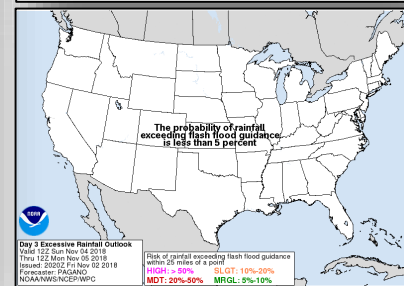 The probability of rainfall
exceeding flash flood guidance
is less than 5 percent
NOAA
Day 3 Excessive Rainfall Outlook
Valid 12Z Sun Nov 04 2018
Thru 12Z Mon Nov 05 2018
Issued: 2020Z Fri Nov 02 2018
Forecaster: PAGANO
NOAA/NWS/NCEP/WPC
Risk of rainfall exceeding flash flood guidance
within 25 miles of a point
HIGH: > 50% SLGT: 10%-20%
MDT: 20%-50% MRGL: 5%-10%